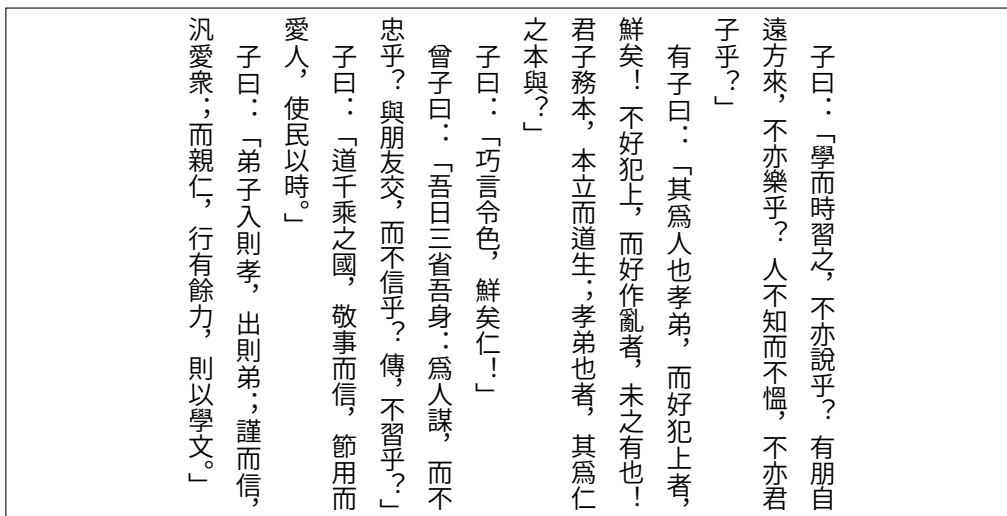 子曰：「學而時習之，不亦說乎？有朋自
遠方來，不亦樂乎？人不知而不慍，不亦君
子乎？」
有子曰：「其爲人也孝弟，而好犯上者，
鮮矣！不好犯上，而好作亂者，未之有也！
君子務本，本立而道生；孝弟也者，其爲仁
之本與？」
子曰：「巧言令色，鮮矣仁！」
曾子曰：「吾日三省吾身：爲人謀，而不
忠乎？與朋友交，而不信乎？傳，不習乎？」
子曰：「道千乘之國，敬事而信，節用而
愛人，使民以時。」
子曰：「弟子入則孝，出則弟；謹而信，
汎愛衆；而親仁，行有餘力，則以學文。」